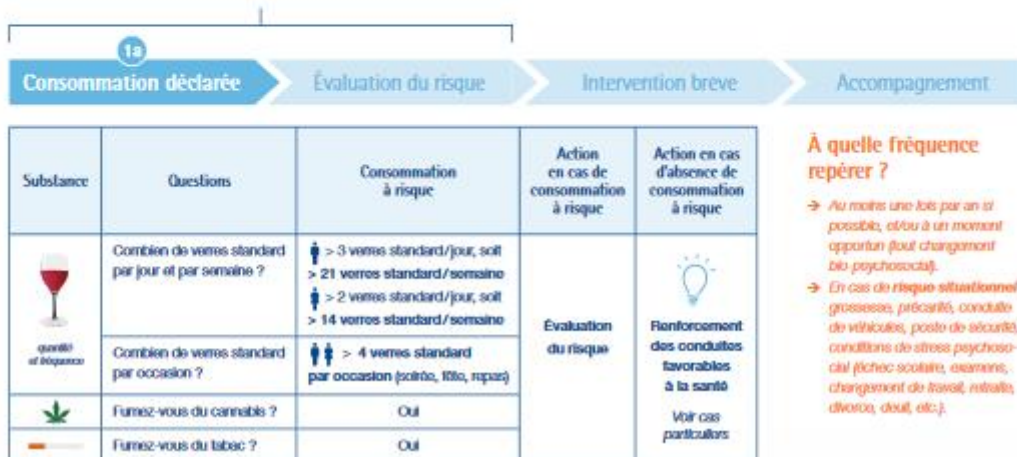 1a
Consommation déclarée
Évaluation du risque
Intervention brève
Accompagnement
Substance
Questions
Consommation
à risque
Action
en cas de
consommation
à risque
Action en cas
d'absence de
consommation
à risque
quantité
et fréquence
Combien de verres standard
par jour et par semaine ?
> 3 verres standard/jour, soit
> 21 verres standard/semaine
> 2 verres standard/jour, soit
> 14 verres standard/semaine
Combien de verres standard
par occasion ?
> 4 verres standard
par occasion (soirée, fête, repas)
Fumez-vous du cannabis ?
Oui
Fumez-vous du tabac ?
Oui
Évaluation
du risque
Renforcement
des conduites
favorables
à la santé
Voir cas
particuliers
À quelle fréquence
repérer ?
→ Au moins une fois par an si
possible, et/ou à un moment
opportun (tout changement
bio-psychosocial).
→ En cas de risque situationnel :
grossesse, précarité, conduite
de véhicules, poste de sécurité,
conditions de stress psychoso-
cial (échec scolaire, examens,
changement de travail, retraite,
divorce, deuil, etc.).